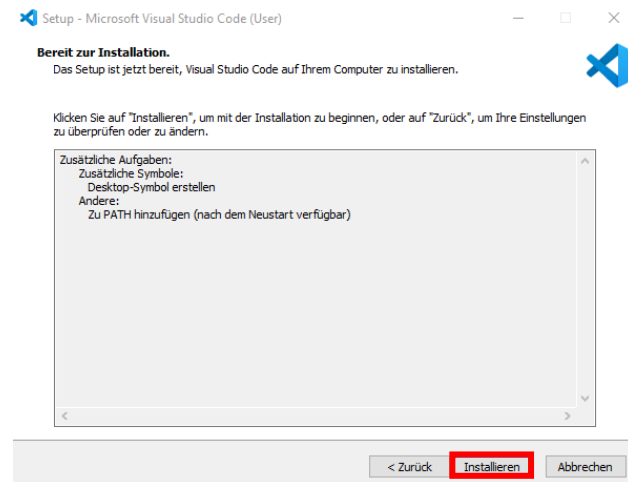 Setup - Microsoft Visual Studio Code (User)
Bereit zur Installation.
Das Setup ist jetzt bereit, Visual Studio Code auf Ihrem Computer zu installieren.
Klicken Sie auf "Installieren", um mit der Installation zu beginnen, oder auf "Zurück", um Ihre Einstellungen
zu überprüfen oder zu ändern.
Zusätzliche Aufgaben:
Zusätzliche Symbole:
Desktop-Symbol erstellen
Andere:
Zu PATH hinzufügen (nach dem Neustart verfügbar)
< Zurück Installieren Abbrechen